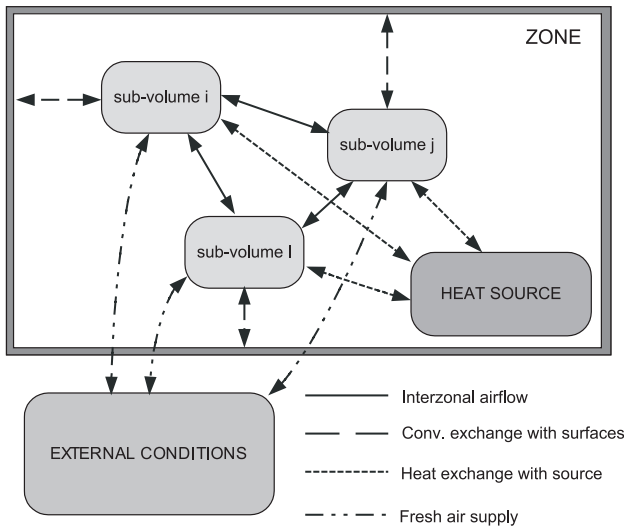 ZONE
sub-volume i
sub-volume j
sub-volume l
HEAT SOURCE
EXTERNAL CONDITIONS
Interzonal airflow
Conv. exchange with surfaces
Heat exchange with source
Fresh air supply